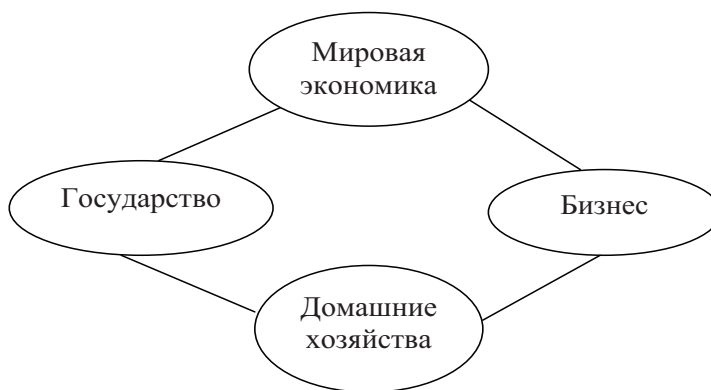 Мировая
экономика
Государство
Бизнес
Домашние
хозяйства